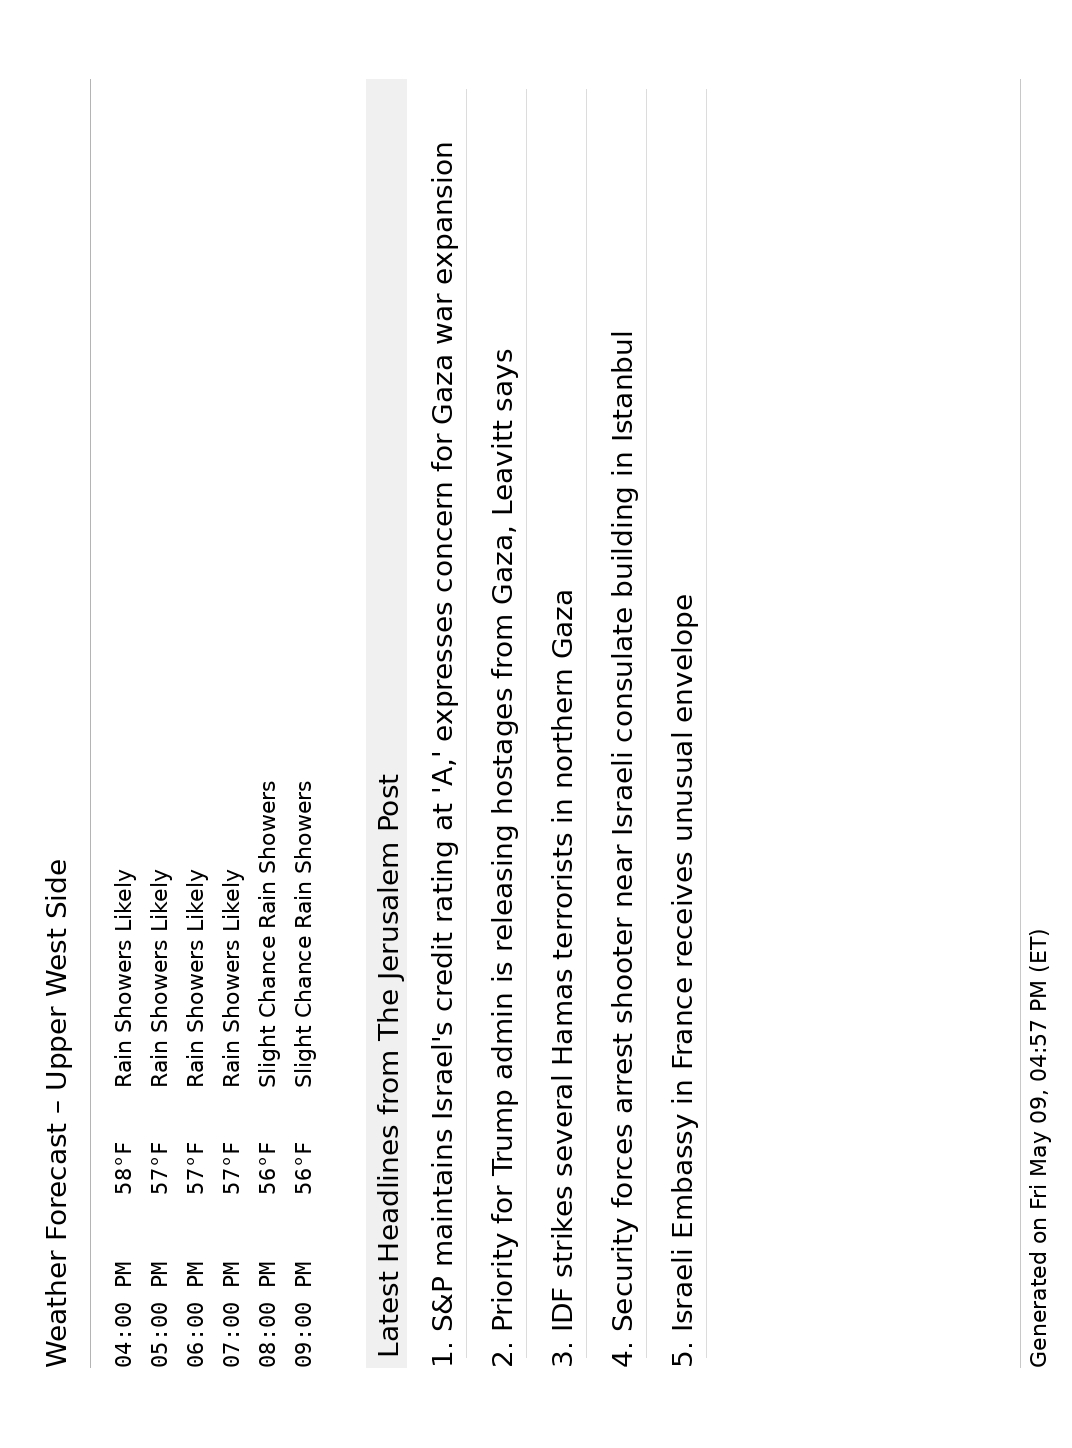 Weather Forecast – Upper West Side
04:00 PM 58°F Rain Showers Likely
05:00 PM 57°F Rain Showers Likely
06:00 PM 57°F Rain Showers Likely
07:00 PM 57°F Rain Showers Likely
08:00 PM 56°F Slight Chance Rain Showers
09:00 PM 56°F Slight Chance Rain Showers
Latest Headlines from The Jerusalem Post
1. S&P maintains Israel's credit rating at 'A,' expresses concern for Gaza war expansion
2. Priority for Trump admin is releasing hostages from Gaza, Leavitt says
3. IDF strikes several Hamas terrorists in northern Gaza
4. Security forces arrest shooter near Israeli consulate building in Istanbul
5. Israeli Embassy in France receives unusual envelope
Generated on Fri May 09, 04:57 PM (ET)